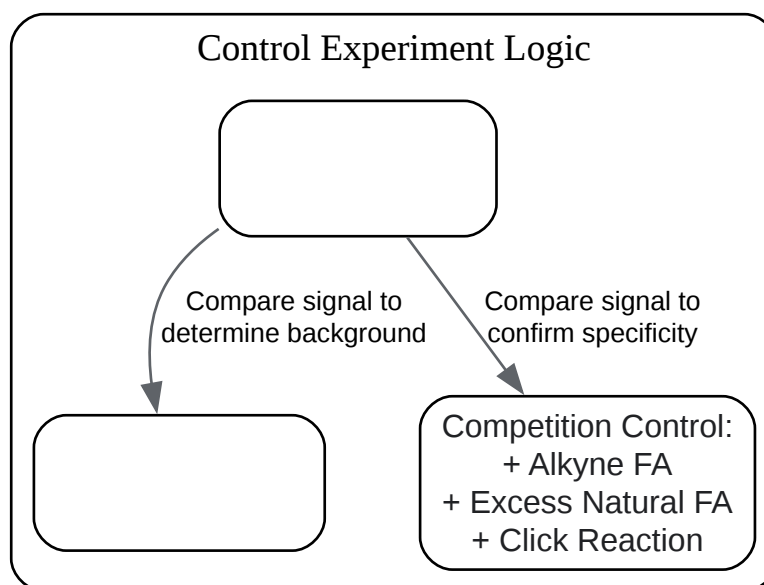 Control Experiment Logic
Compare signal to
determine background
Compare signal to
confirm specificity
Competition Control:
+ Alkyne FA
+ Excess Natural FA
+ Click Reaction